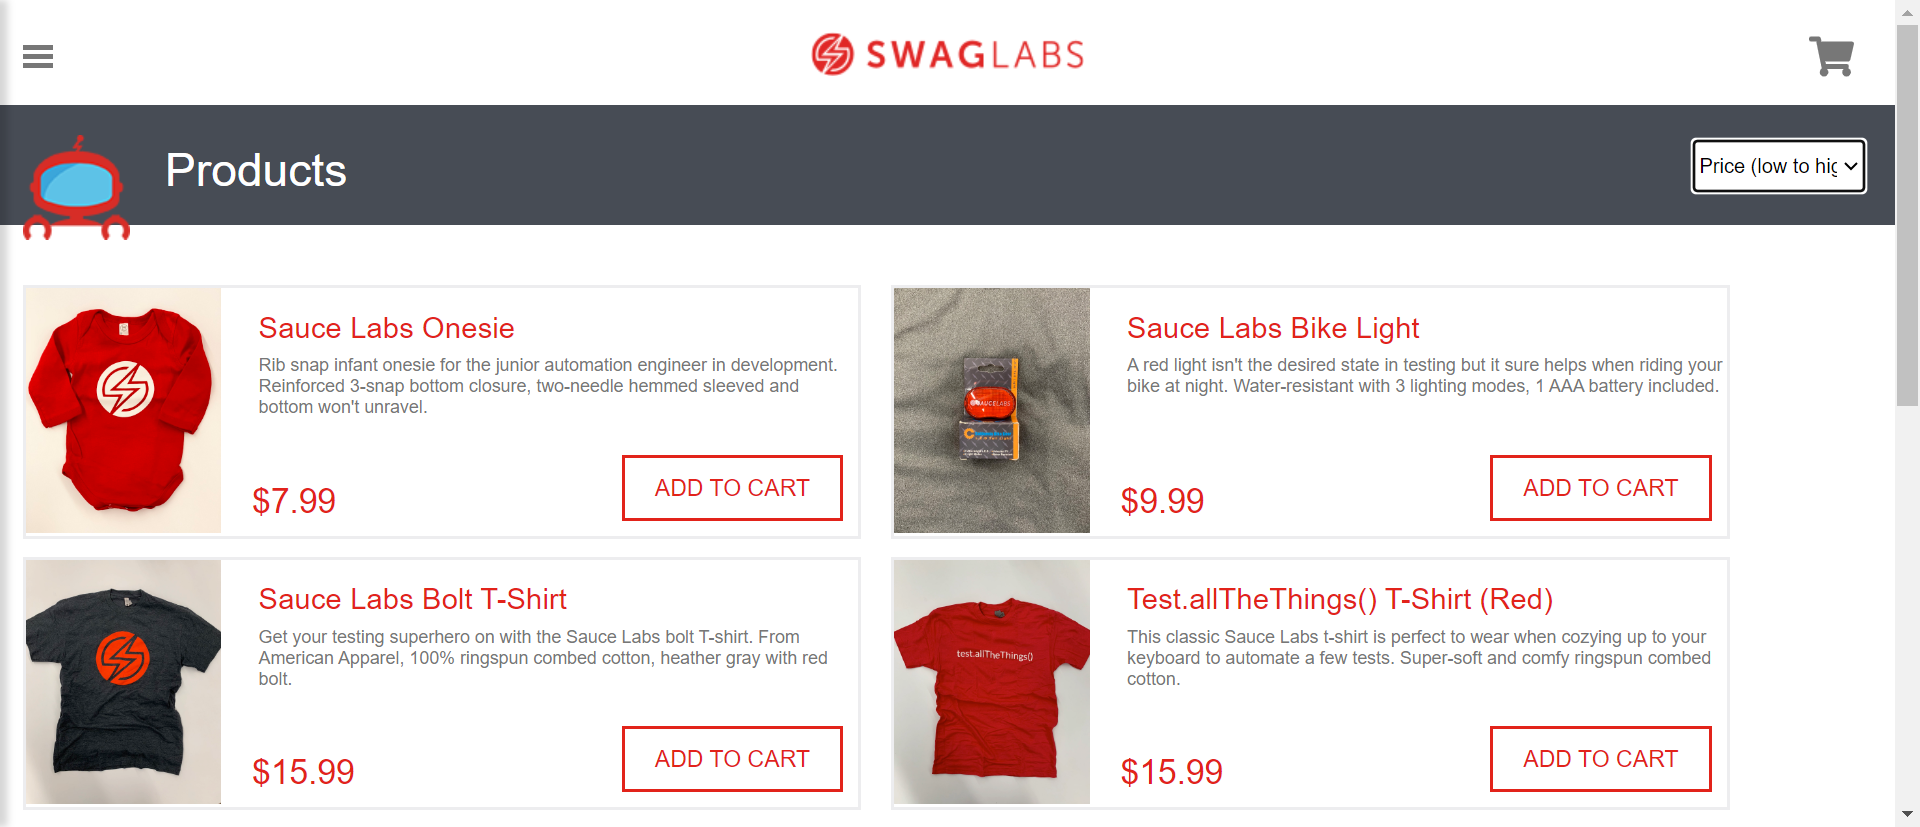 SWAGLABS
Products
Price (low to hig
Sauce Labs Onesie
Rib snap infant onesie for the junior automation engineer in development.
Reinforced 3-snap bottom closure, two-needle hemmed sleeved and
bottom won't unravel.
$7.99
ADD TO CART
Sauce Labs Bike Light
A red light isn't the desired state in testing but it sure helps when riding your
bike at night. Water-resistant with 3 lighting modes, 1 AAA battery included.
SAUCELABS
$9.99
ADD TO CART
Sauce Labs Bolt T-Shirt
Get your testing superhero on with the Sauce Labs bolt T-shirt. From
American Apparel, 100% ringspun combed cotton, heather gray with red
bolt.
$15.99
ADD TO CART
Test.allTheThings() T-Shirt (Red)
This classic Sauce Labs t-shirt is perfect to wear when cozying up to your
keyboard to automate a few tests. Super-soft and comfy ringspun combed
cotton.
test.allTheThings()
$15.99
ADD TO CART